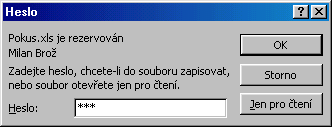 Heslo
Pokus.xls je rezervován
Milan Brož
OK
Zadejte heslo, chcete-li do souboru zapisovat,
nebo soubor otevřete jen pro čtení.
Storno
Heslo: ***
Jen pro čtení